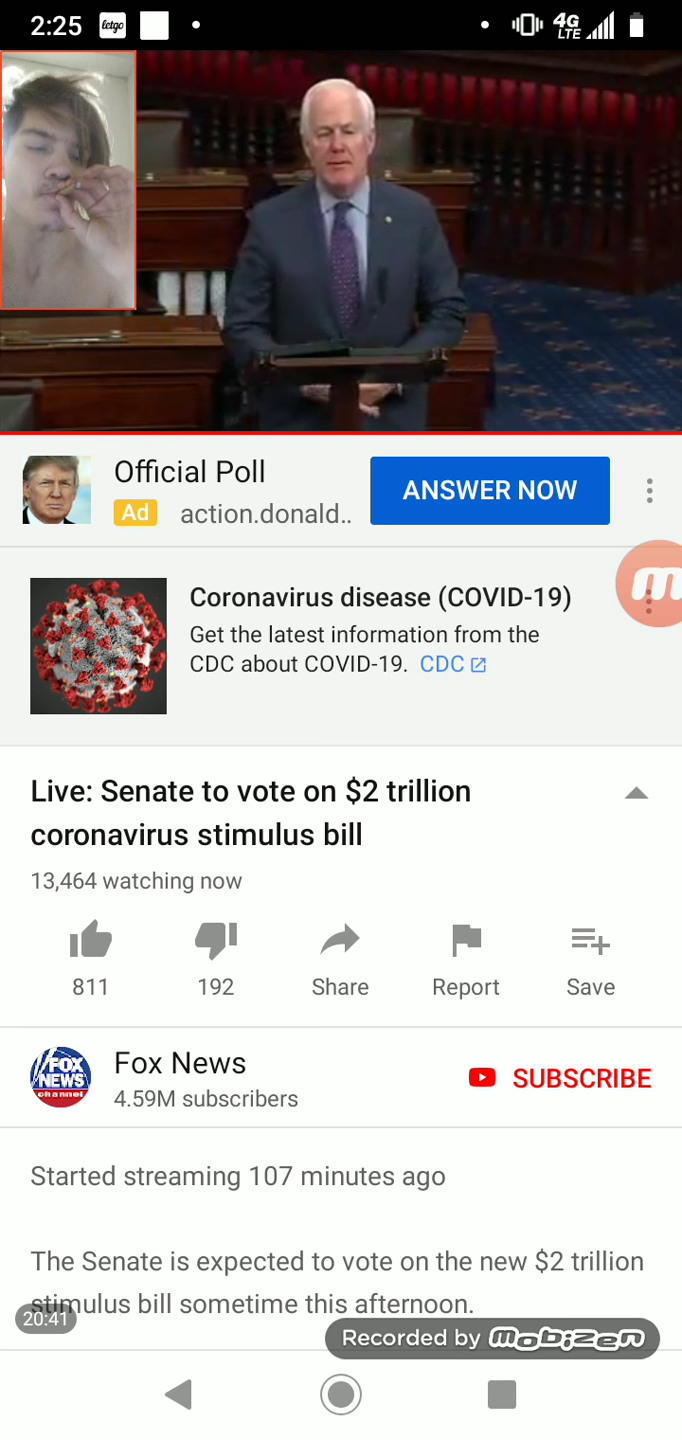 2:25 letgo 4G LTE
Official Poll
Ad action.donald..
ANSWER NOW
m
Coronavirus disease (COVID-19)
Get the latest information from the
CDC about COVID-19. CDC
Live: Senate to vote on $2 trillion
coronavirus stimulus bill
13,464 watching now
811 192 Share Report Save
FOX
NEWS
channel
Fox News
4.59M subscribers
SUBSCRIBE
Started streaming 107 minutes ago
The Senate is expected to vote on the new $2 trillion
stimulus bill sometime this afternoon.
20:41
Recorded by mobizen